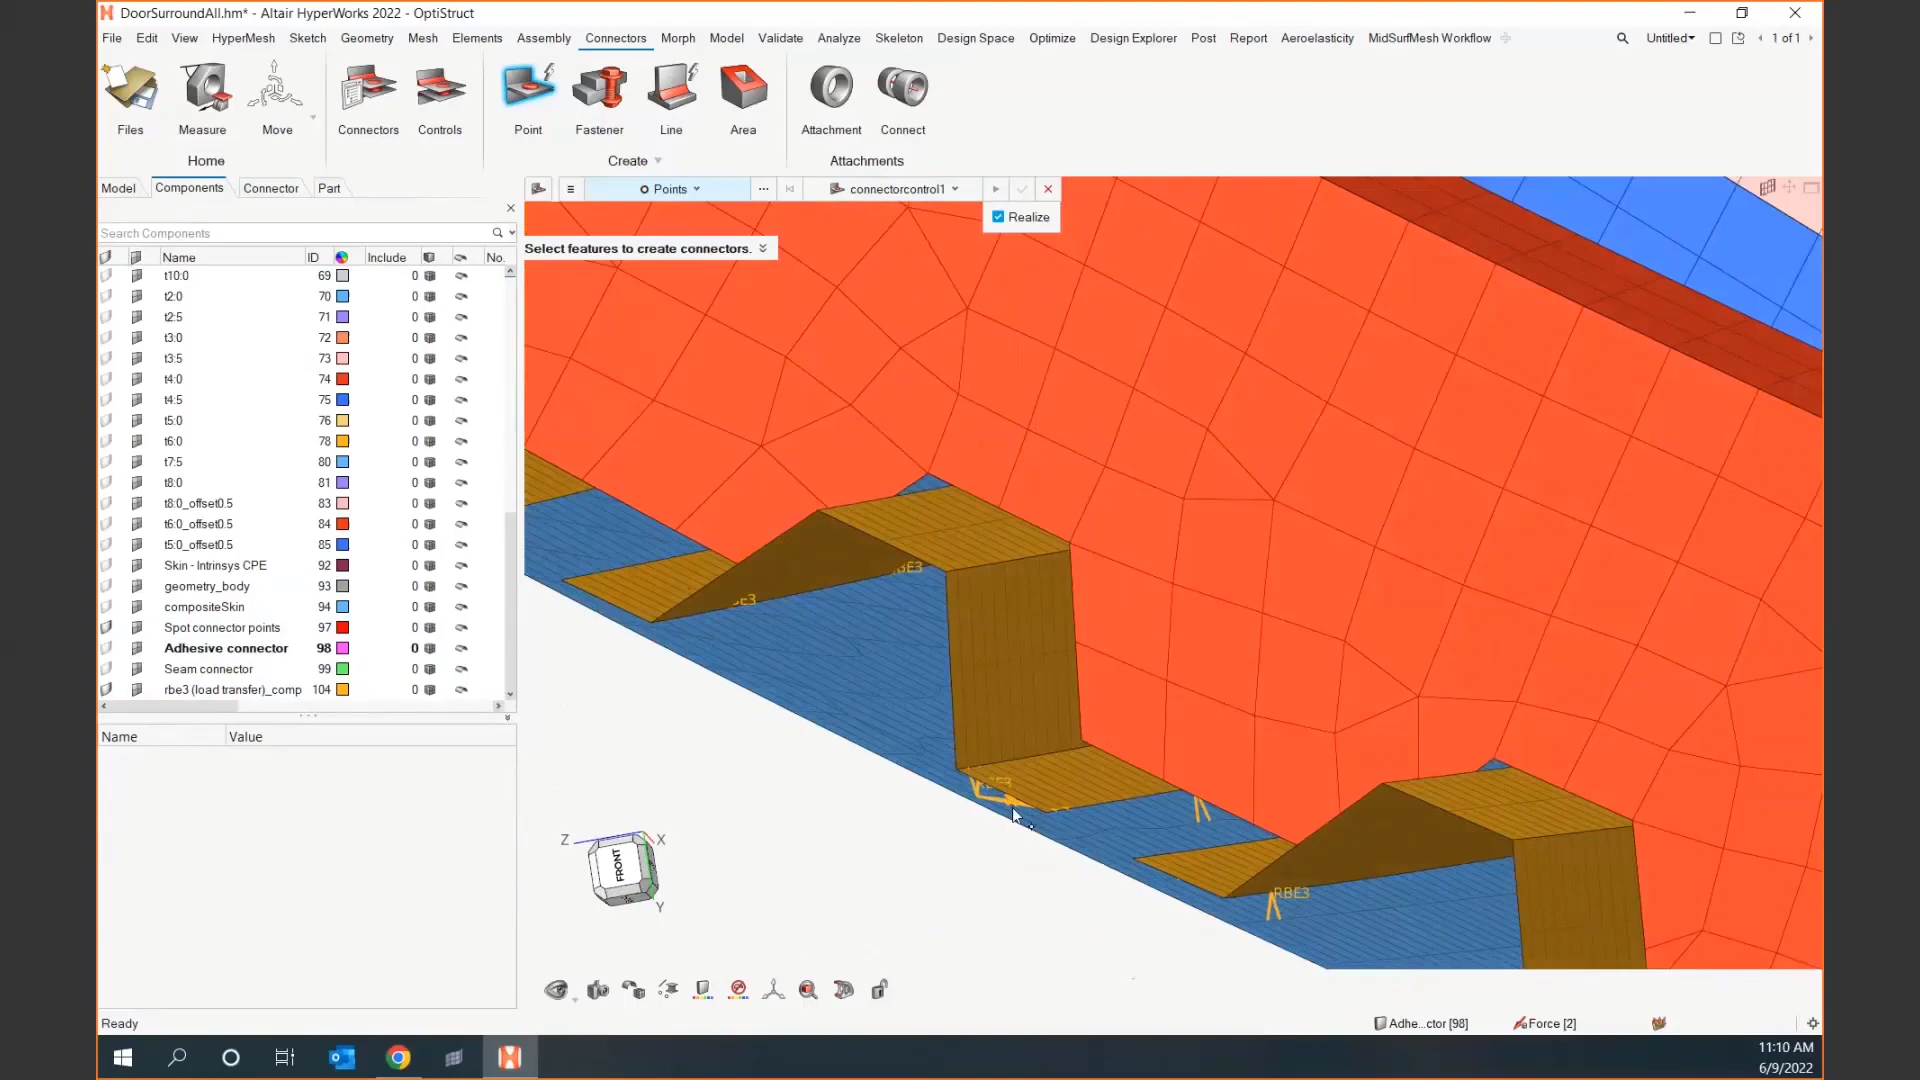 DoorSurroundAll.hm* - Altair HyperWorks 2022 - OptiStruct
File Edit View HyperMesh Sketch Geometry Mesh Elements Assembly Connectors Morph Model Validate Analyze Skeleton Design Space Optimize Design Explorer Post Report Aeroelasticity MidSurfMesh Workflow Untitled 1 of 1
Files Measure Move Connectors Controls Point Fastener Line Area Attachment Connect
Home Create Attachments
Model Components Connector Part
Points connectorcontrol1
Realize
Search Components
Select features to create connectors.
Name ID Include No.
t10:0 69 0
t2:0 70 0
t2:5 71 0
t3:0 72 0
t3:5 73 0
t4:0 74 0
t4:5 75 0
t5:0 76 0
t6:0 78 0
t7:5 80 0
t8:0 81 0
t8:0_offset0.5 83 0
t6:0_offset0.5 84 0
t5:0_offset0.5 85 0
Skin - Intrinsys CPE 92 0
geometry_body 93 0
compositeSkin 94 0
Spot connector points 97 0
Adhesive connector 98 0
Seam connector 99 0
rbe3 (load transfer)_comp 104 0
Name Value
RBE3
Z X
FRONT
Y
Ready
Adhe...ctor [98] Force [2]
11:10 AM
6/9/2022